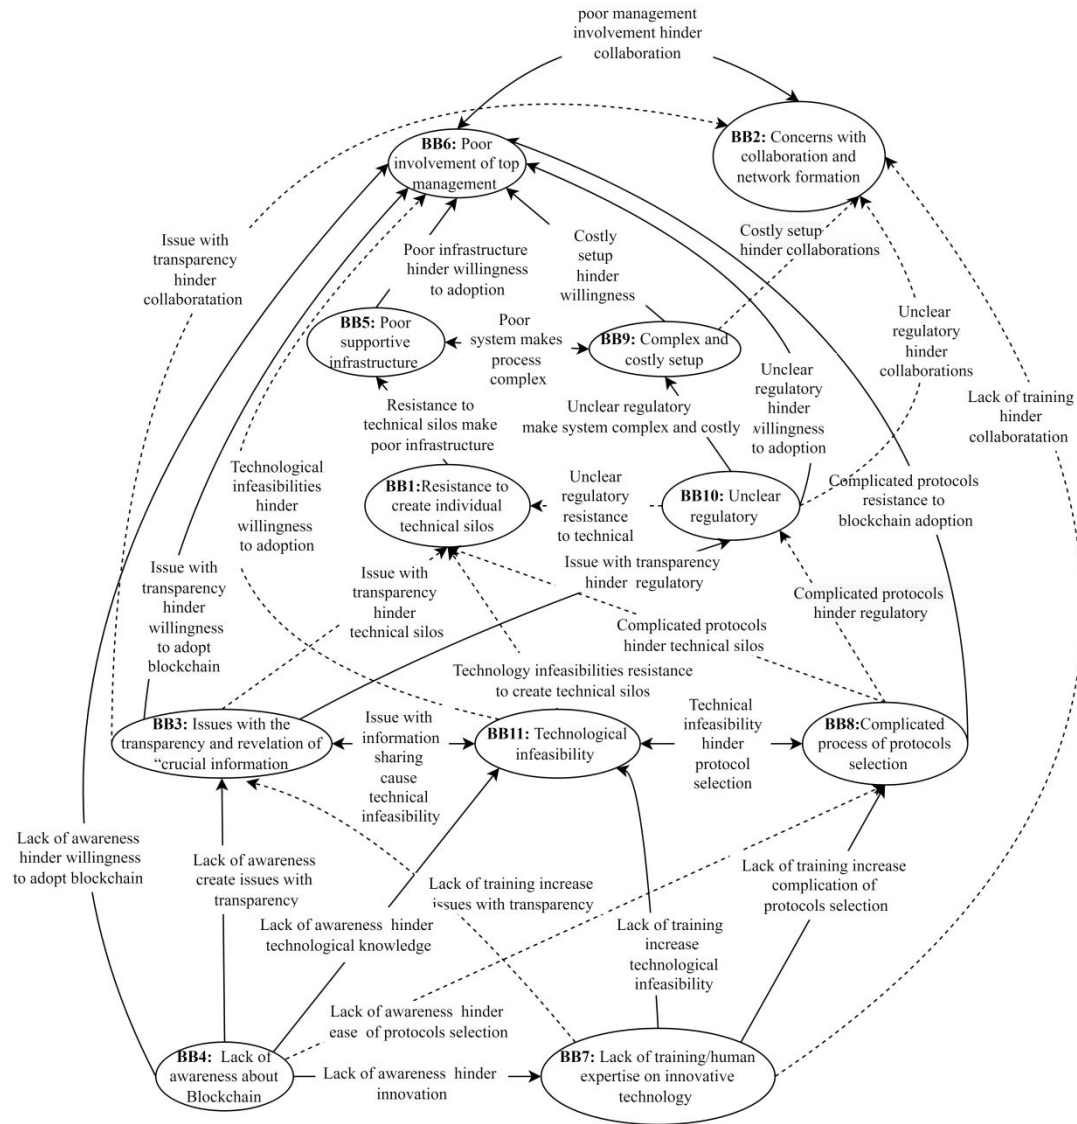 poor management
involvement hinder
collaboration
BB6: Poor
involvement of top
management
BB2: Concerns with
collaboration and
network formation
Issue with
transparency
hinder
collaboratation
Poor infrastructure
hinder willingness
to adoption
Costly
setup
hinder
willingness
Costly setup
hinder collaborations
BB5: Poor
supportive
infrastructure
Poor
system makes
process
complex
BB9: Complex and
costly setup
Unclear
regulatory
hinder
collaborations
Unclear
regulatory
hinder
willingness
to adoption
Lack of training
hinder
collaboratation
Resistance to
technical silos make
poor infrastructure
Unclear regulatory
make system complex and costly
Technological
infeasibilities
hinder
willingness
to adoption
BB1:Resistance to
create individual
technical silos
Unclear
regulatory
resistance
to technical
BB10: Unclear
regulatory
Complicated protocols
resistance to
blockchain adoption
Issue with
transparency
hinder
willingness
to adopt
blockchain
Issue with
transparency
hinder
technical silos
Issue with transparency
hinder regulatory
Complicated protocols
hinder regulatory
Complicated protocols
hinder technical silos
Technology infeasibilities resistance
to create technical silos
BB3: Issues with the
transparency and revelation of
“crucial information
Issue with
information
sharing
cause
technical
infeasibility
BB11: Technological
infeasibility
Technical
infeasibility
hinder
protocol
selection
BB8:Complicated
process of protocols
selection
Lack of awareness
hinder willingness
to adopt blockchain
Lack of awareness
create issues with
transparency
Lack of training increase
issues with transparency
Lack of training increase
complication of
protocols selection
Lack of awareness hinder
technological knowledge
Lack of training
increase
technological
infeasibility
Lack of awareness hinder
ease of protocols selection
BB4: Lack of
awareness about
Blockchain
Lack of awareness hinder
innovation
BB7: Lack of training/human
expertise on innovative
technology